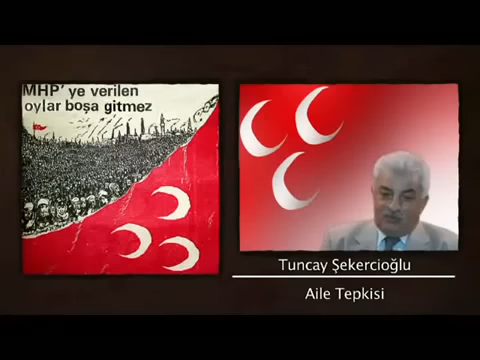 MHP' ye verilen
oylar boşa gitmez
Tuncay Şekercioğlu
Aile Tepkisi